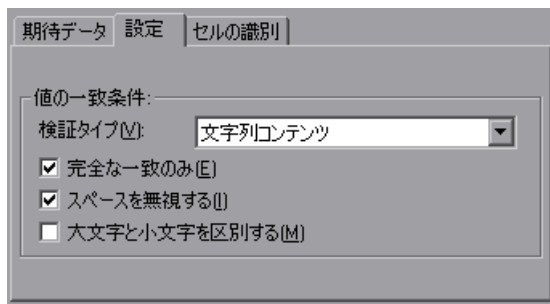 期待データ 設定 セルの識別
値の一致条件:
検証タイプ(V): 文字列コンテンツ
完全な一致のみ(E)
スペースを無視する(I)
大文字と小文字を区別する(M)